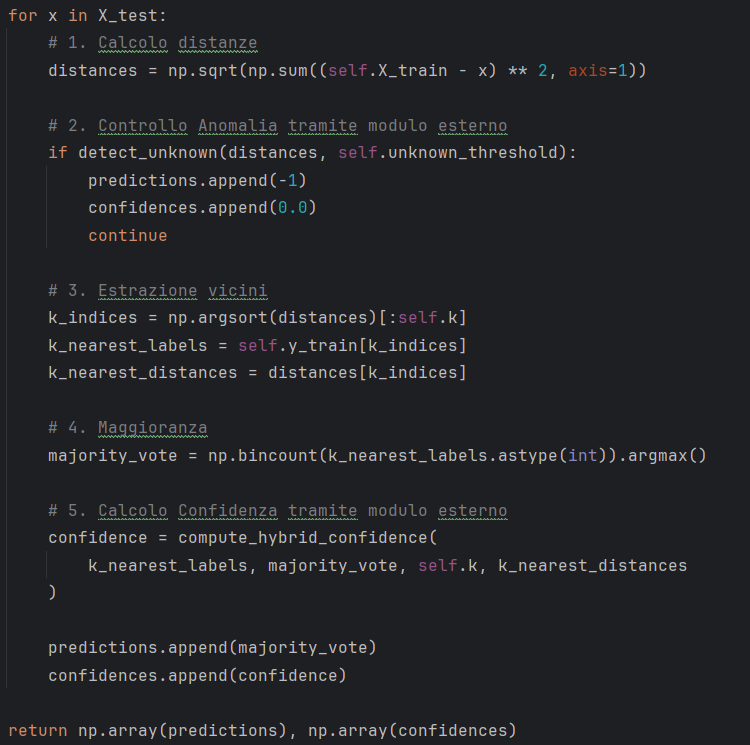 for x in X_test:
    # 1. Calcolo distanze
    distances = np.sqrt(np.sum((self.X_train - x) ** 2, axis=1))

    # 2. Controllo Anomalia tramite modulo esterno
    if detect_unknown(distances, self.unknown_threshold):
        predictions.append(-1)
        confidences.append(0.0)
        continue

    # 3. Estrazione vicini
    k_indices = np.argsort(distances)[:self.k]
    k_nearest_labels = self.y_train[k_indices]
    k_nearest_distances = distances[k_indices]

    # 4. Maggioranza
    majority_vote = np.bincount(k_nearest_labels.astype(int)).argmax()

    # 5. Calcolo Confidenza tramite modulo esterno
    confidence = compute_hybrid_confidence(
        k_nearest_labels, majority_vote, self.k, k_nearest_distances
    )

    predictions.append(majority_vote)
    confidences.append(confidence)

return np.array(predictions), np.array(confidences)